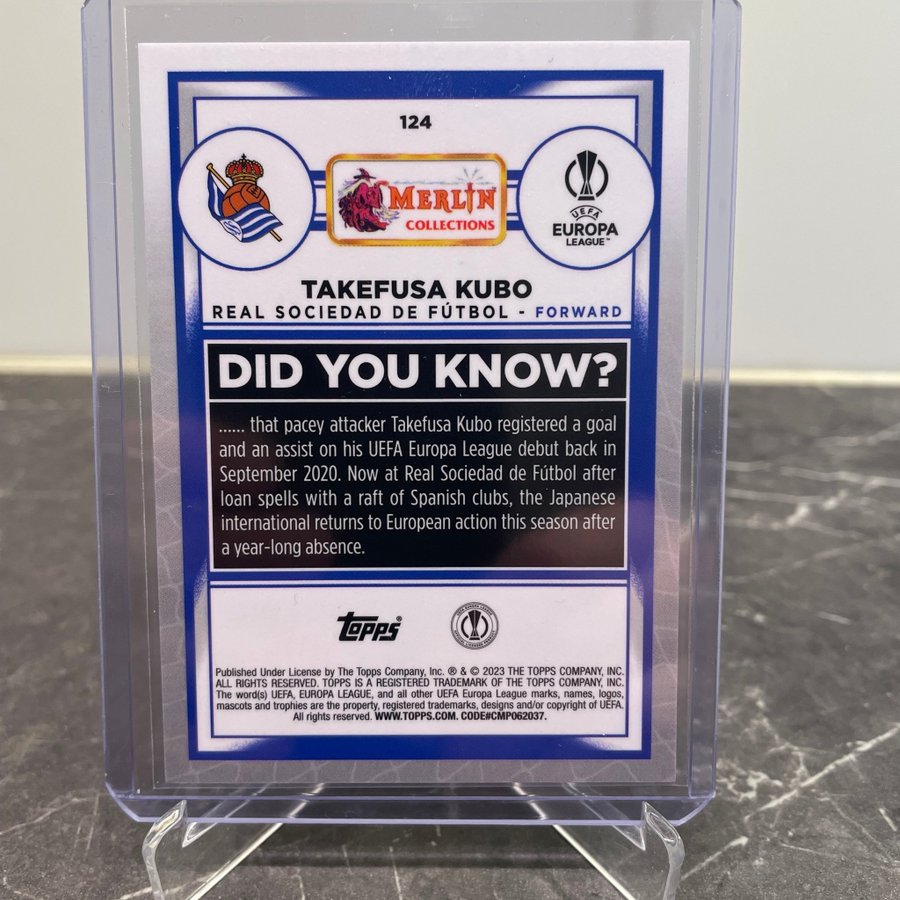 124
MERLIN
COLLECTIONS
UEFA
EUROPA
LEAGUE™
TAKEFUSA KUBO
REAL SOCIEDAD DE FÚTBOL - FORWARD
DID YOU KNOW?
...... that pacey attacker Takefusa Kubo registered a goal
and an assist on his UEFA Europa League debut back in
September 2020. Now at Real Sociedad de Fútbol after
loan spells with a raft of Spanish clubs, the Japanese
international returns to European action this season after
a year-long absence.
topps®
Published Under License by The Topps Company, Inc. ® & © 2023 THE TOPPS COMPANY, INC.
ALL RIGHTS RESERVED. TOPPS IS A REGISTERED TRADEMARK OF THE TOPPS COMPANY, INC.
The word(s) UEFA, EUROPA LEAGUE, and all other UEFA Europa League marks, names, logos,
mascots and trophies are the property, registered trademarks, designs and/or copyright of UEFA.
All rights reserved. WWW.TOPPS.COM. CODE#CMP062037.